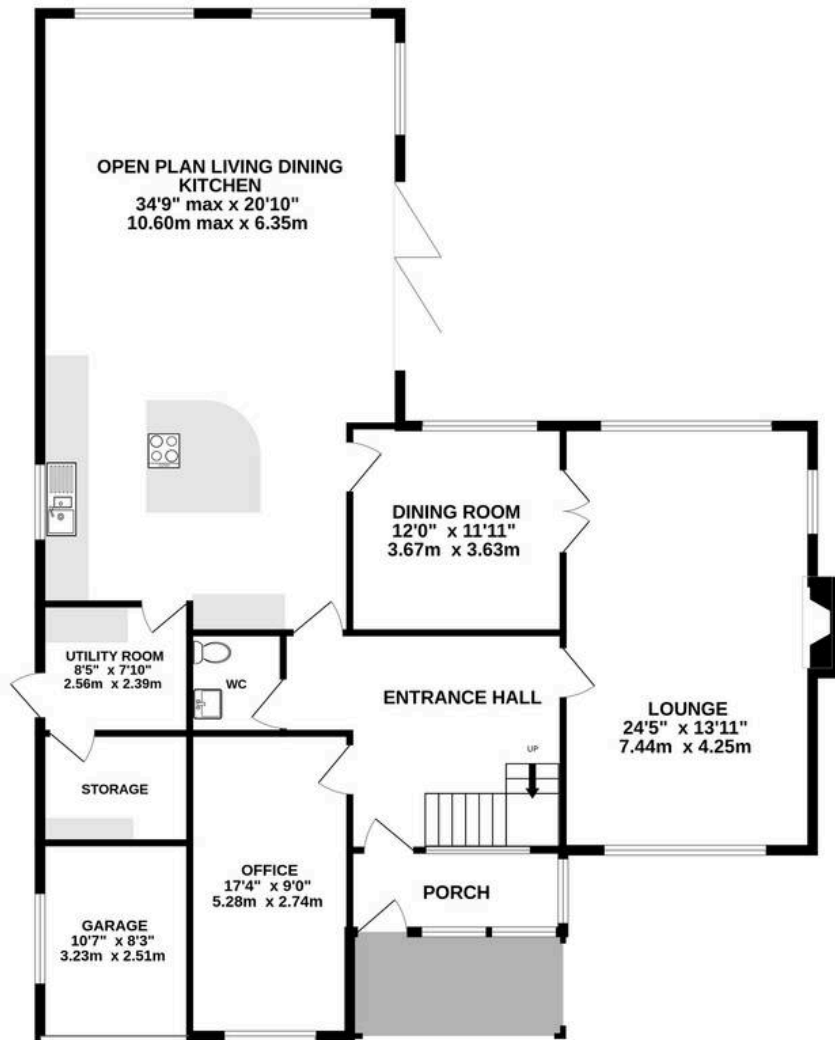 OPEN PLAN LIVING DINING
KITCHEN
34'9" max x 20'10"
10.60m max x 6.35m
DINING ROOM
12'0" x 11'11"
3.67m x 3.63m
UTILITY ROOM
8'5" x 7'10"
2.56m x 2.39m
WC
ENTRANCE HALL
LOUNGE
24'5" x 13'11"
7.44m x 4.25m
UP
STORAGE
OFFICE
17'4" x 9'0"
5.28m x 2.74m
PORCH
GARAGE
10'7" x 8'3"
3.23m x 2.51m